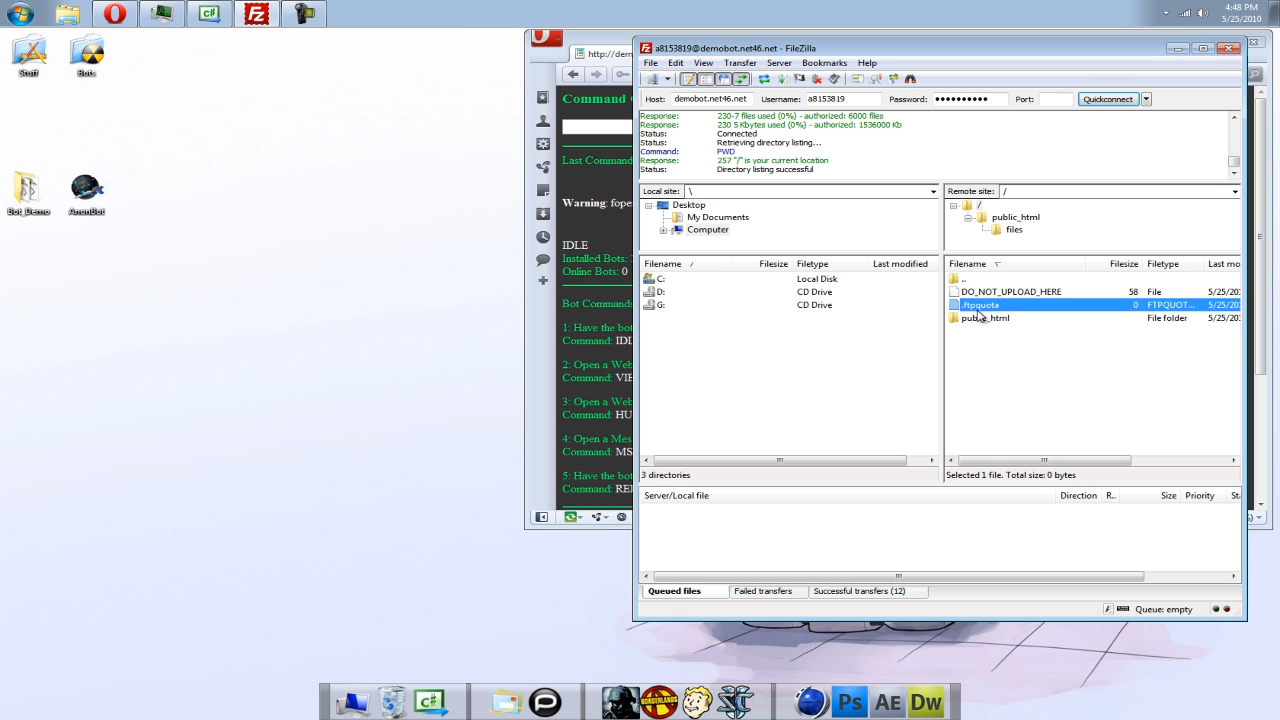 4:48 PM
5/25/2010
Stuff
Bots
Bot_Demo
AnonBot
http://dem
Command
Last Command
Warning: fope
IDLE
Installed Bots:
Online Bots: 0
Bot Commands
1: Have the bot
Command: IDL
2: Open a Web
Command: VIE
3: Open a Web
Command: HU
4: Open a Mes
Command: MS
5: Have the bot
Command: RE
a8153819@demobot.net46.net - FileZilla
File Edit View Transfer Server Bookmarks Help
Host: demobot.net46.net Username: a8153819 Password: ●●●●●●●●●● Port: Quickconnect
Response: 230-7 files used (0%) - authorized: 6000 files
Response: 230 5 Kbytes used (0%) - authorized: 1536000 Kb
Status: Connected
Status: Retrieving directory listing...
Command: PWD
Response: 257 "/" is your current location
Status: Directory listing successful
Local site: \
Desktop
My Documents
Computer
Remote site: /
/
public_html
files
Filename / Filesize Filetype Last modified
C: Local Disk
D: CD Drive
G: CD Drive
3 directories
Filename Filesize Filetype Last mo
..
DO_NOT_UPLOAD_HERE 58 File 5/25/20
.ftpquota 0 FTPQUOT... 5/25/20
public_html File folder 5/25/20
Selected 1 file. Total size: 0 bytes
Server/Local file Direction R.. Size Priority St
Queued files Failed transfers Successful transfers (12)
Queue: empty
C#
BORDERLANDS
Ps AE Dw